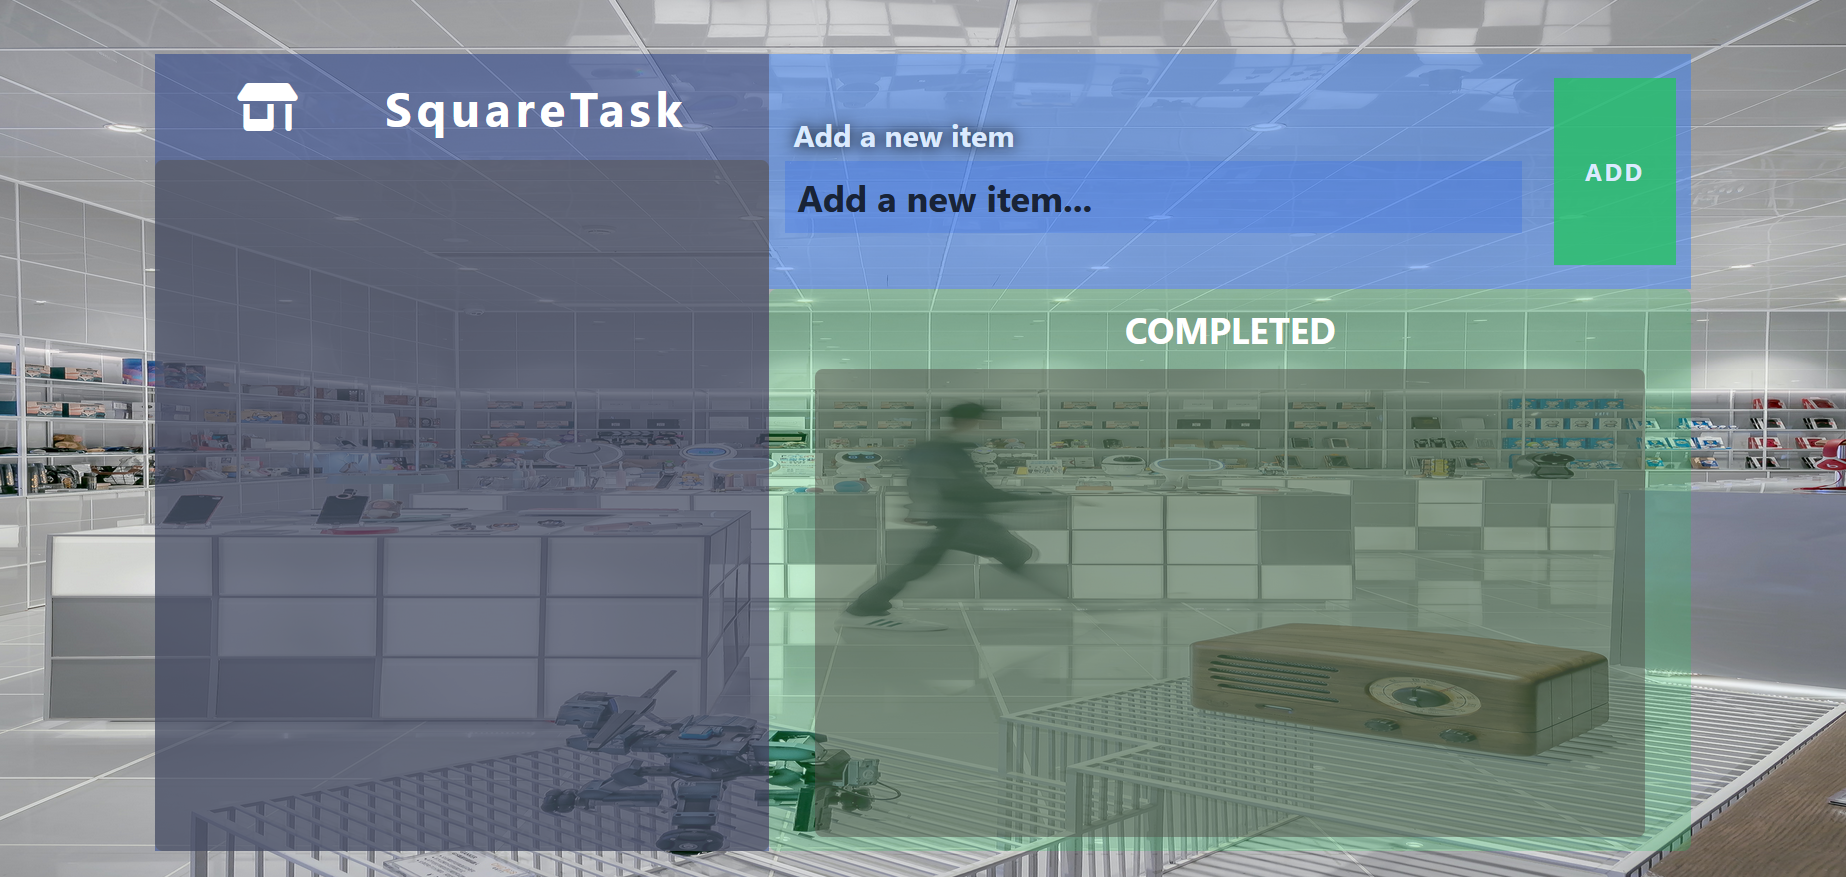 SquareTask
Add a new item
Add a new item...
ADD
COMPLETED